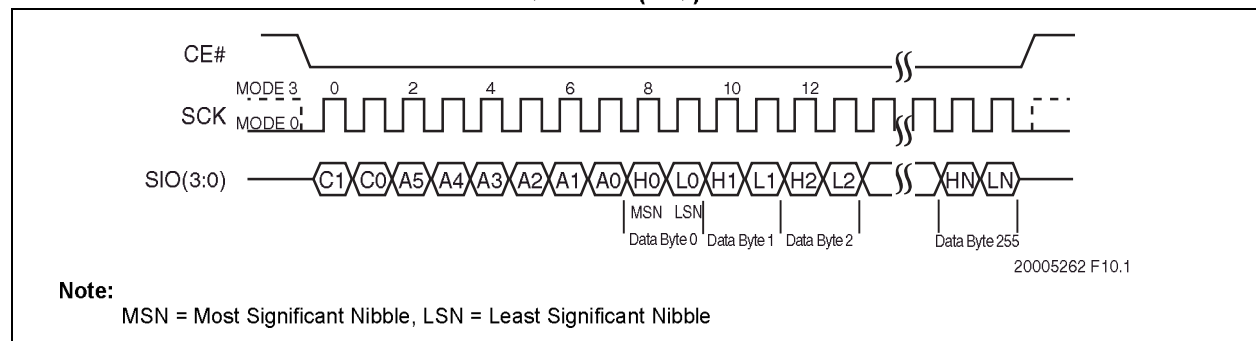 CE#
MODE 3 0 2 4 6 8 10 12
SCK
MODE 0
SIO(3:0) C1 C0 A5 A4 A3 A2 A1 A0 H0 L0 H1 L1 H2 L2 HN LN
MSN LSN
Data Byte 0 Data Byte 1 Data Byte 2 Data Byte 255
20005262 F10.1
Note:
MSN = Most Significant Nibble, LSN = Least Significant Nibble